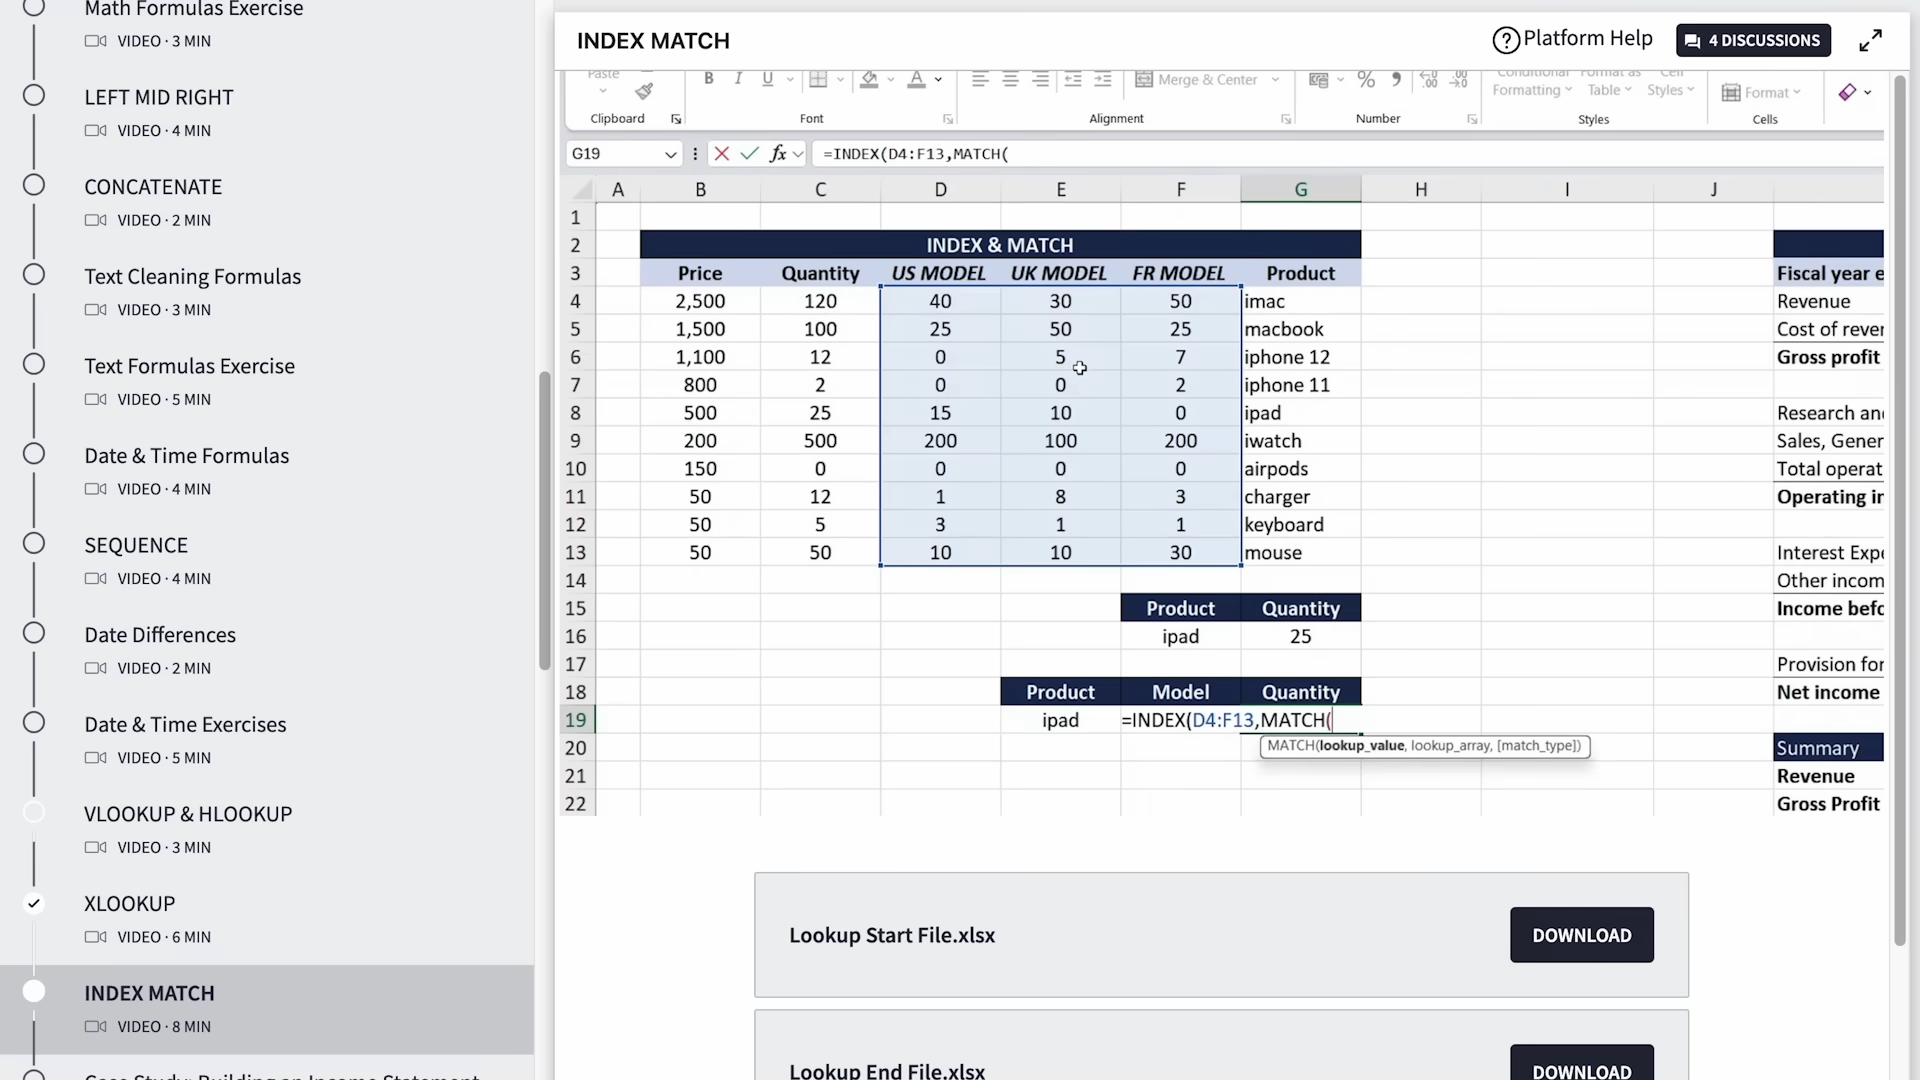 Math Formulas Exercise
VIDEO · 3 MIN
LEFT MID RIGHT
VIDEO · 4 MIN
CONCATENATE
VIDEO · 2 MIN
Text Cleaning Formulas
VIDEO · 3 MIN
Text Formulas Exercise
VIDEO · 5 MIN
Date & Time Formulas
VIDEO · 4 MIN
SEQUENCE
VIDEO · 4 MIN
Date Differences
VIDEO · 2 MIN
Date & Time Exercises
VIDEO · 5 MIN
VLOOKUP & HLOOKUP
VIDEO · 3 MIN
XLOOKUP
VIDEO · 6 MIN
INDEX MATCH
VIDEO · 8 MIN
Case Study: Building an Income Statement
INDEX MATCH
? Platform Help
4 DISCUSSIONS
Paste B I U A Merge & Center % Conditional Format as Cell
Formatting Table Styles Format
Clipboard Font Alignment Number Styles Cells
G19 fx =INDEX(D4:F13,MATCH(
A B C D E F G H I J
1
2 INDEX & MATCH
3 Price Quantity US MODEL UK MODEL FR MODEL Product Fiscal year e
4 2,500 120 40 30 50 imac Revenue
5 1,500 100 25 50 25 macbook Cost of rever
6 1,100 12 0 5 7 iphone 12 Gross profit
7 800 2 0 0 2 iphone 11
8 500 25 15 10 0 ipad Research an
9 200 500 200 100 200 iwatch Sales, Gener
10 150 0 0 0 0 airpods Total operat
11 50 12 1 8 3 charger Operating in
12 50 5 3 1 1 keyboard
13 50 50 10 10 30 mouse Interest Expe
14 Other incom
15 Product Quantity Income befo
16 ipad 25
17 Provision for
18 Product Model Quantity Net income
19 ipad =INDEX(D4:F13,MATCH(
20 MATCH(lookup_value, lookup_array, [match_type]) Summary
21 Revenue
22 Gross Profit
Lookup Start File.xlsx
DOWNLOAD
Lookup End File.xlsx
DOWNLOAD